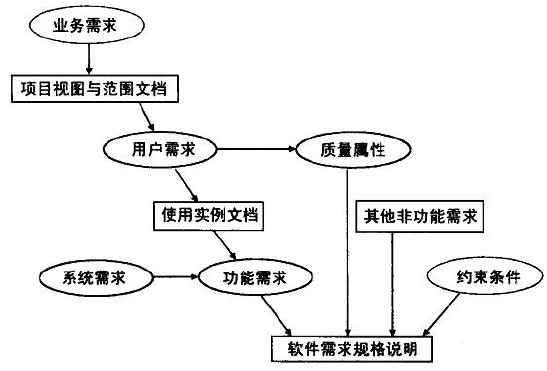 业务需求
项目视图与范围文档
用户需求
质量属性
使用实例文档
其他非功能需求
系统需求
功能需求
约束条件
软件需求规格说明